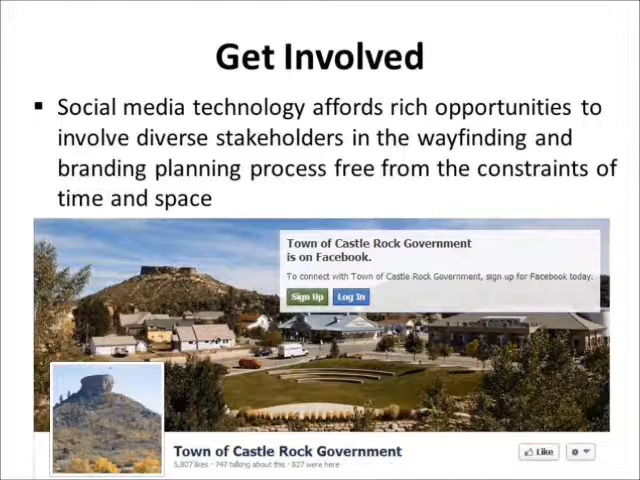 Get Involved
▪ Social media technology affords rich opportunities to
involve diverse stakeholders in the wayfinding and
branding planning process free from the constraints of
time and space
Town of Castle Rock Government
is on Facebook.
To connect with Town of Castle Rock Government, sign up for Facebook today.
Sign Up Log In
Town of Castle Rock Government
5,807 likes · 747 talking about this · 827 were here
Like